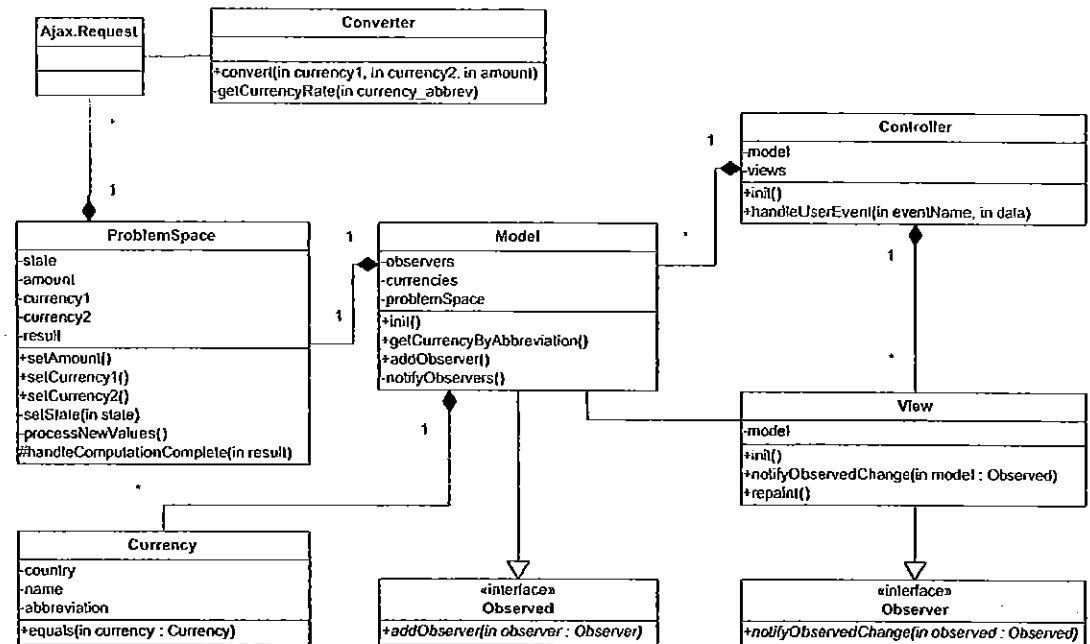 Ajax.Request
Converter
+convert(in currency1, in currency2, in amount)
-getCurrencyRate(in currency_abbrev)
*
1
ProblemSpace
-state
-amount
-currency1
-currency2
-result
+setAmount()
+setCurrency1()
+setCurrency2()
-setState(in state)
-processNewValues()
#handleComputationComplete(in result)
1
1
Model
-observers
-currencies
-problemSpace
+init()
+getCurrencyByAbbreviation()
+addObserver()
-notifyObservers()
1
*
Controller
-model
-views
+init()
+handleUserEvent(in eventName, in data)
1
*
View
-model
+init()
+notifyObservedChange(in model : Observed)
+repaint()
1
*
Currency
-country
-name
-abbreviation
+equals(in currency : Currency)
«interface»
Observed
+addObserver(in observer : Observer)
«interface»
Observer
+notifyObservedChange(in observed : Observed)